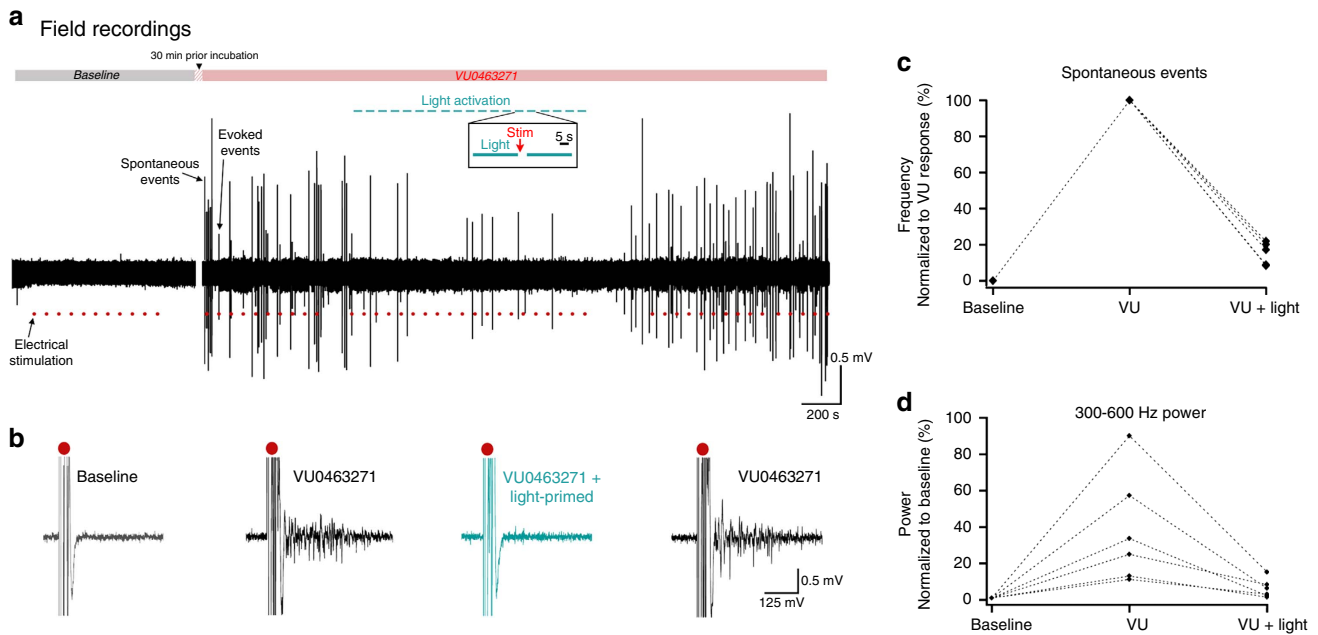 a
Field recordings
30 min prior incubation
Baseline
VU0463271
Light activation
Stim
Light
5 s
Evoked
events
Spontaneous
events
Electrical
stimulation
0.5 mV
200 s
b
Baseline
VU0463271
VU0463271 +
light-primed
VU0463271
0.5 mV
125 mV
c
Spontaneous events
Frequency
Normalized to VU response (%)
100
80
60
40
20
0
Baseline
VU
VU + light
d
300-600 Hz power
Power
Normalized to baseline (%)
100
80
60
40
20
0
Baseline
VU
VU + light